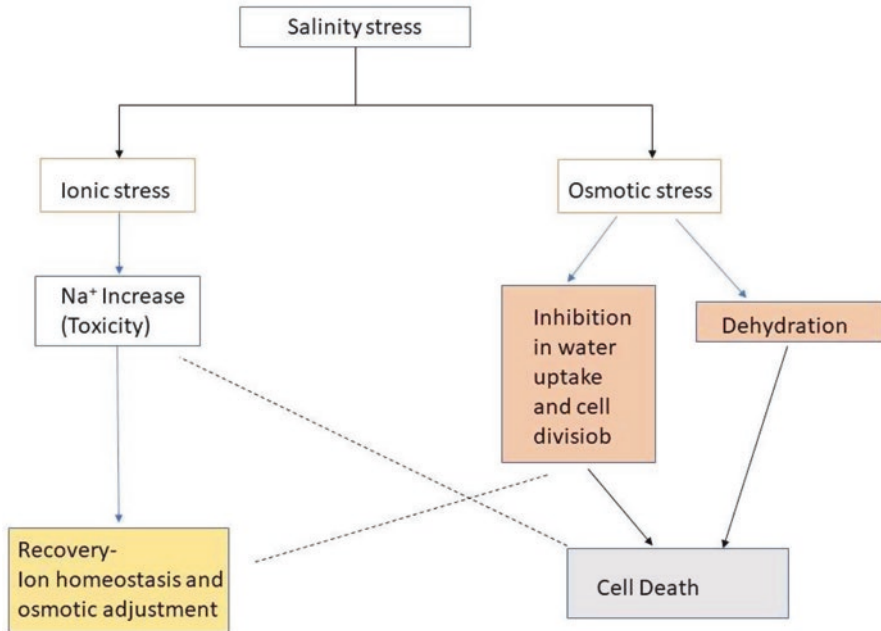 Salinity stress
Ionic stress
Osmotic stress
Na⁺ Increase
(Toxicity)
Inhibition
in water
uptake
and cell
divisiob
Dehydration
Recovery-
Ion homeostasis and
osmotic adjustment
Cell Death